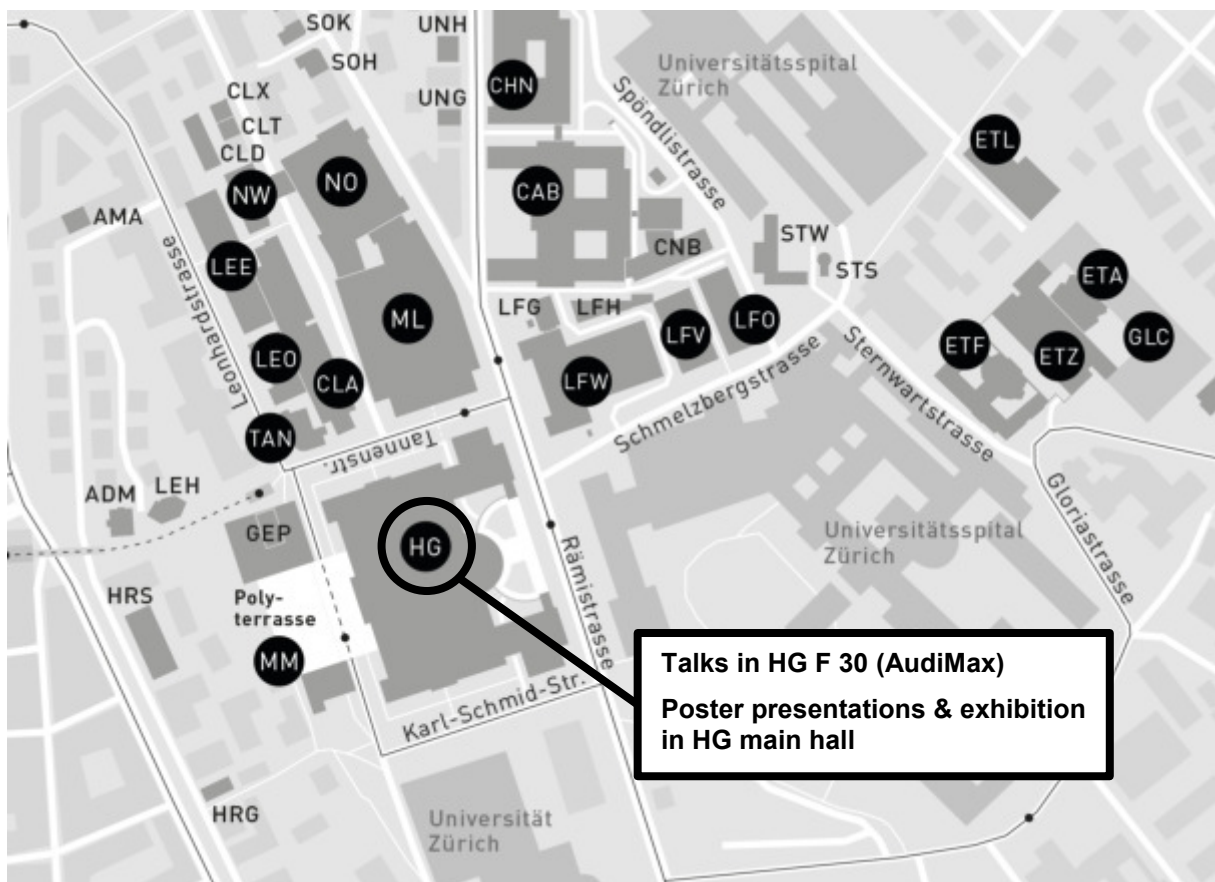 SOK
UNH
SOH
CHN
Universitätsspital
Zürich
CLX
UNG
Spöndlistrasse
CLT
ETL
CLD
NO
NW
CAB
AMA
STW
CNB
LEE
STS
ETA
Leonhardstrasse
LFG
LFH
ML
LFV
LFO
GLC
LEO
ETF
ETZ
CLA
LFW
Sternwartstrasse
Schmelzbergstrasse
TAN
Tannenstr.
ADM
LEH
GEP
HG
Gloriastrasse
Universitätsspital
Zürich
Rämistrasse
HRS
Poly-
terrasse
MM
Talks in HG F 30 (AudiMax)
Poster presentations & exhibition
in HG main hall
Karl-Schmid-Str.
HRG
Universität
Zürich